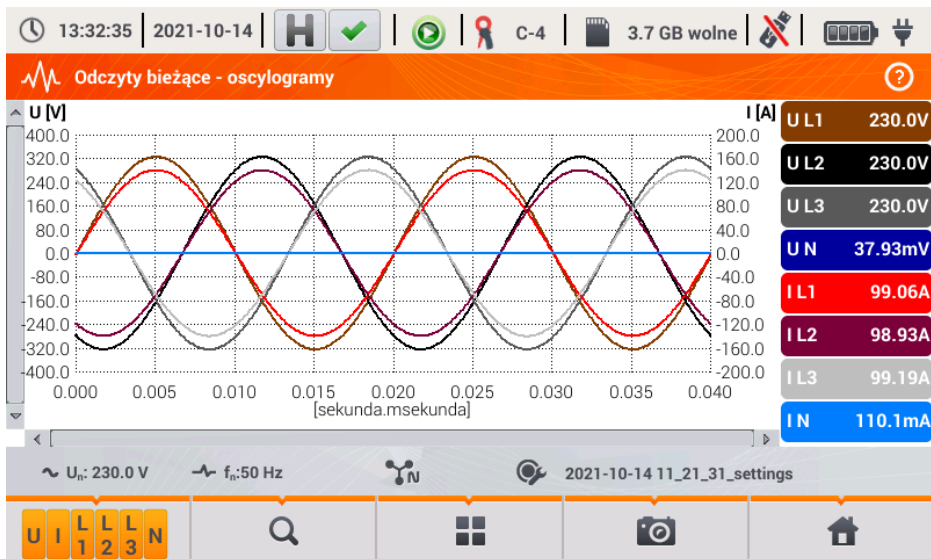 13:32:35 2021-10-14 H C-4 3.7 GB wolne
Odczyty bieżące - oscylogramy ?
U [V] I [A]
400.0 200.0
320.0 160.0
240.0 120.0
160.0 80.0
80.0 40.0
0.0 0.0
-80.0 -40.0
-160.0 -80.0
-240.0 -120.0
-320.0 -160.0
-400.0 -200.0
0.000 0.005 0.010 0.015 0.020 0.025 0.030 0.035 0.040
[sekunda.msekunda]
U L1 230.0V
U L2 230.0V
U L3 230.0V
U N 37.93mV
I L1 99.06A
I L2 98.93A
I L3 99.19A
I N 110.1mA
Un: 230.0 V fn:50 Hz N 2021-10-14 11_21_31_settings
U I L1 L2 L3 N